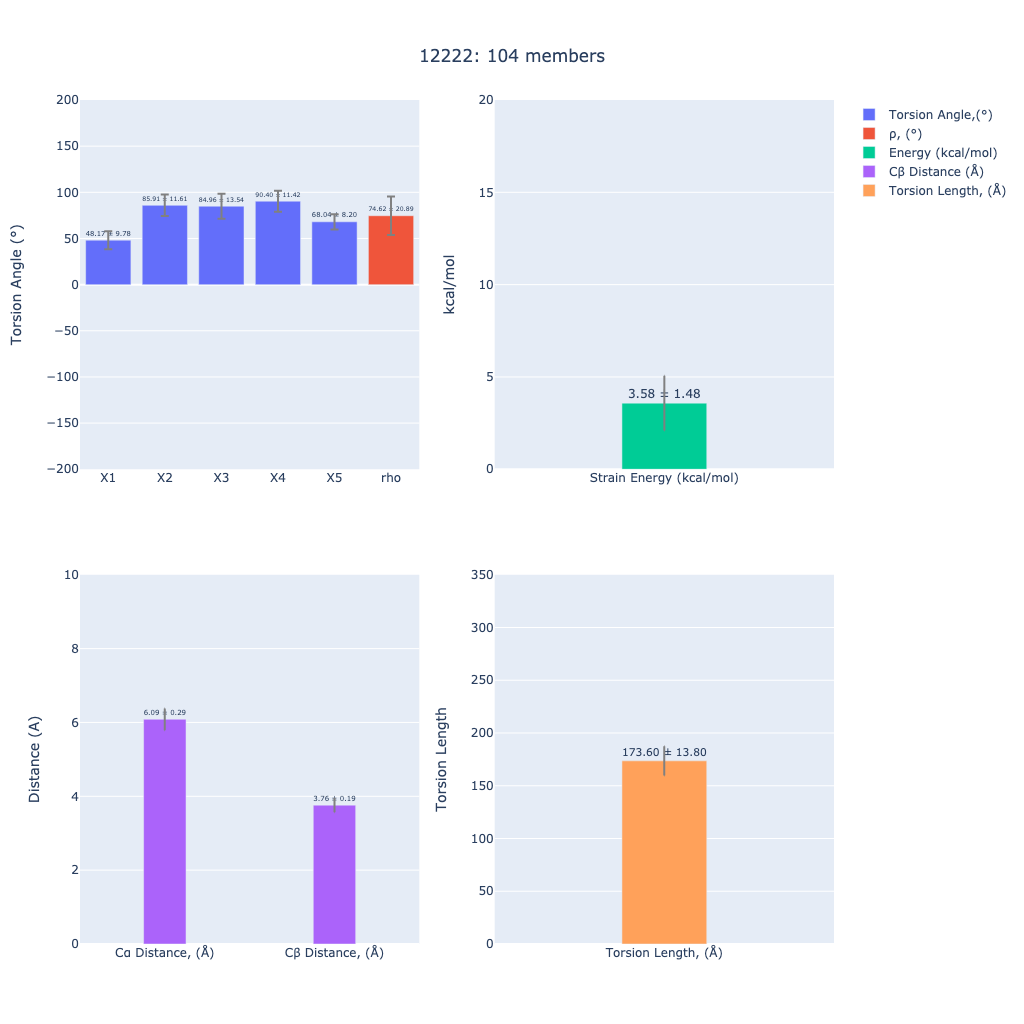 12222: 104 members
200
150
100
50
0
−50
−100
−150
−200
Torsion Angle (°)
48.17 ± 9.78
85.91 ± 11.61
84.96 ± 13.54
90.40 ± 11.42
68.04 ± 8.20
74.62 ± 20.89
X1
X2
X3
X4
X5
rho
20
15
10
5
0
kcal/mol
3.58 ± 1.48
Strain Energy (kcal/mol)
Torsion Angle,(°)
ρ, (°)
Energy (kcal/mol)
Cβ Distance (Å)
Torsion Length, (Å)
10
8
6
4
2
0
Distance (A)
6.09 ± 0.29
3.76 ± 0.19
Cα Distance, (Å)
Cβ Distance, (Å)
350
300
250
200
150
100
50
0
Torsion Length
173.60 ± 13.80
Torsion Length, (Å)